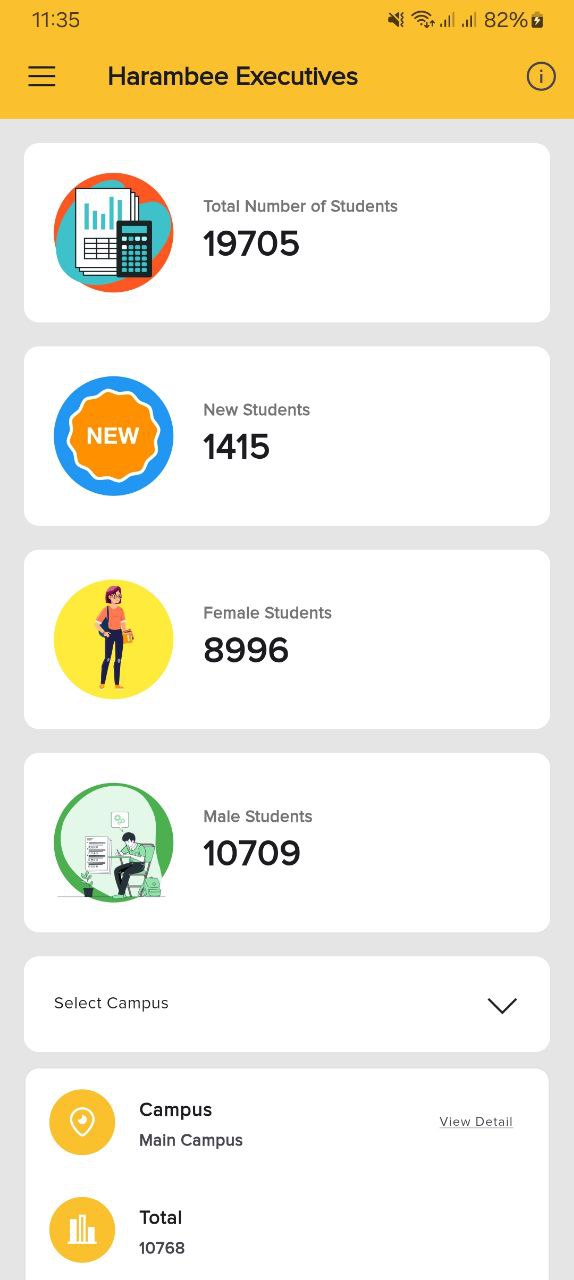 11:35 82%
Harambee Executives
Total Number of Students
19705
NEW
New Students
1415
Female Students
8996
Male Students
10709
Select Campus
Campus
View Detail
Main Campus
Total
10768